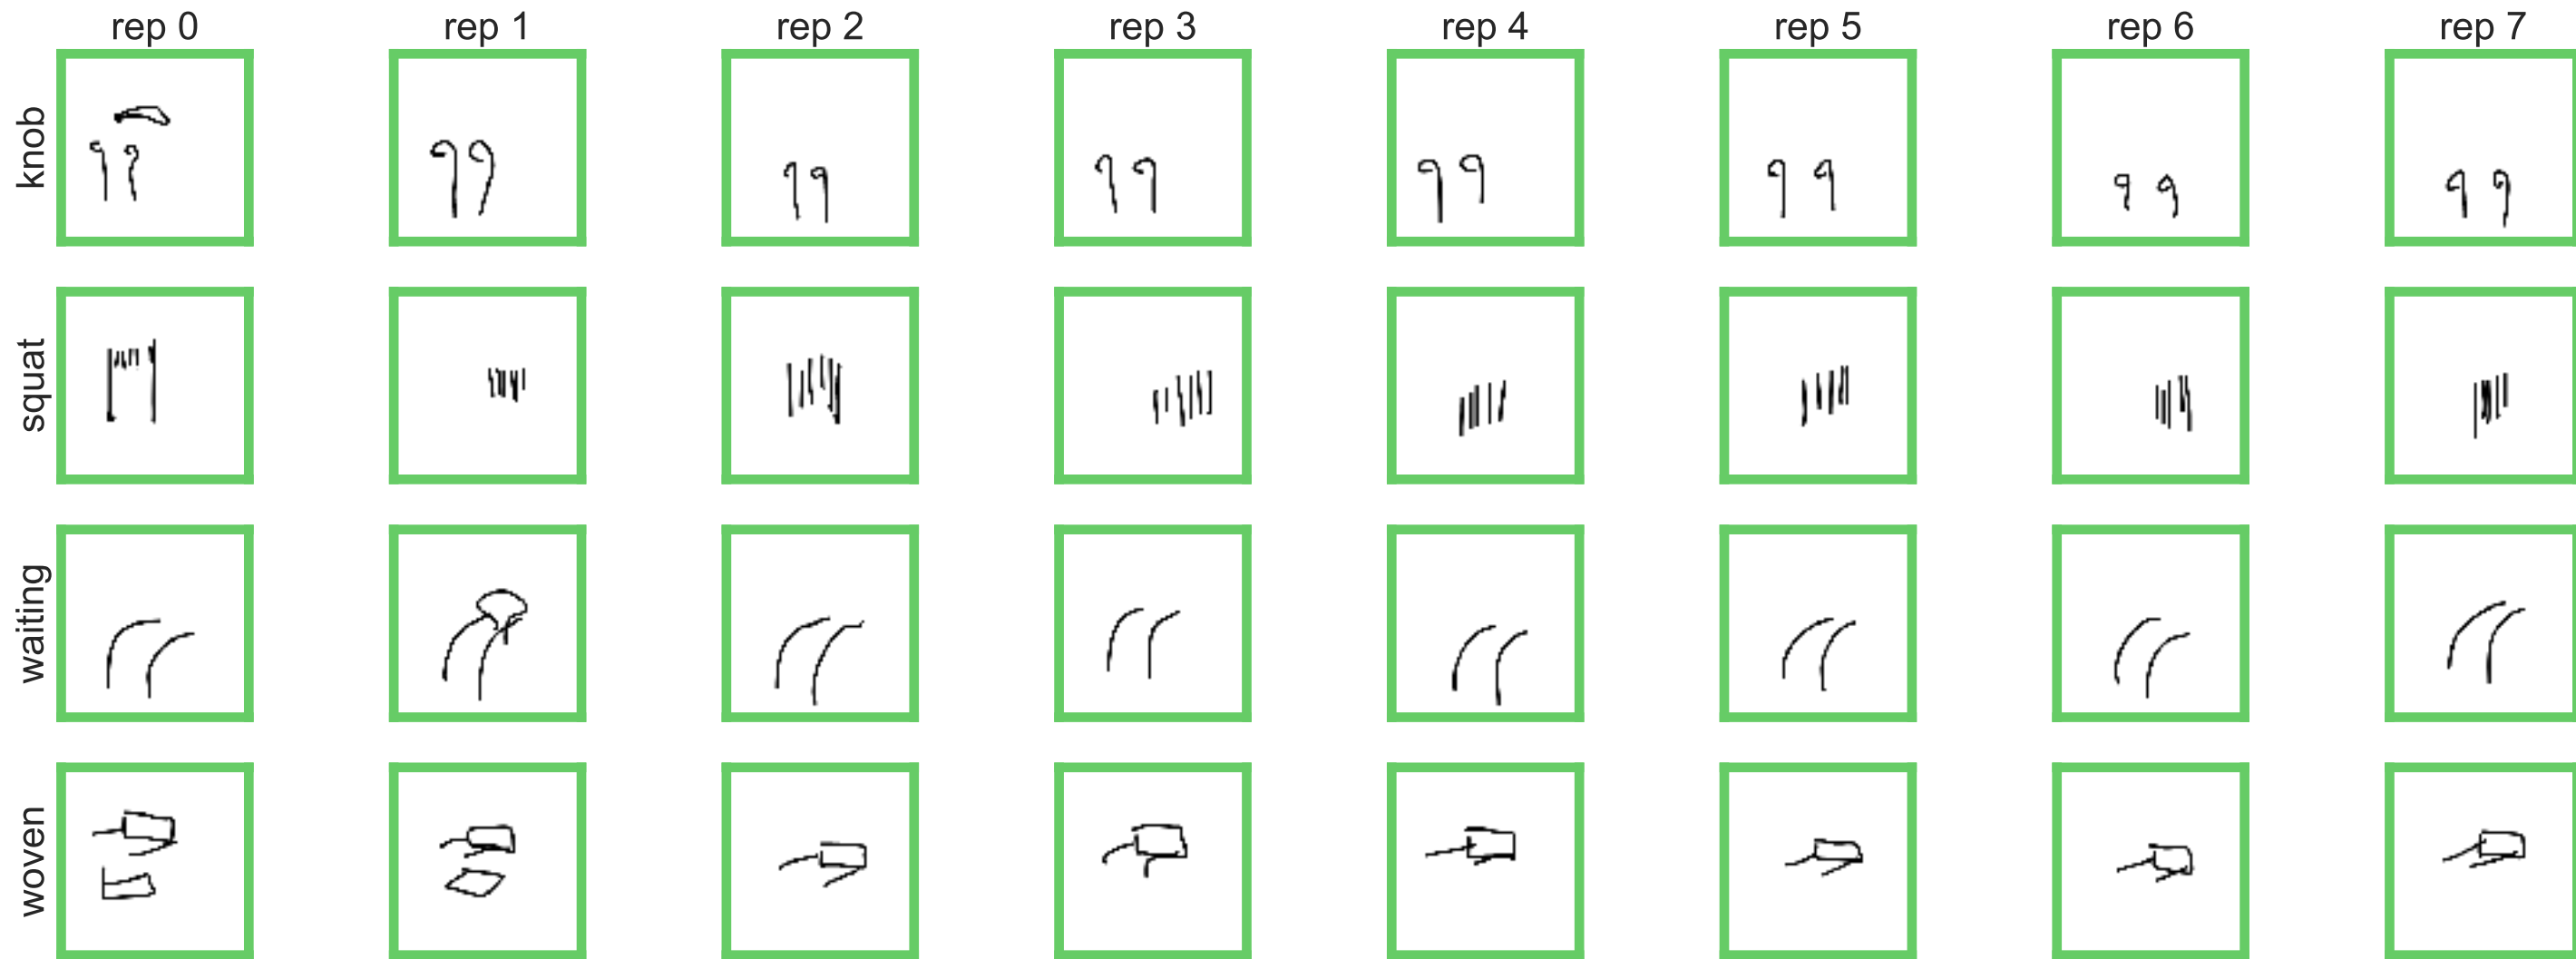 rep 0 rep 1 rep 2 rep 3 rep 4 rep 5 rep 6 rep 7
knob
squat
waiting
woven